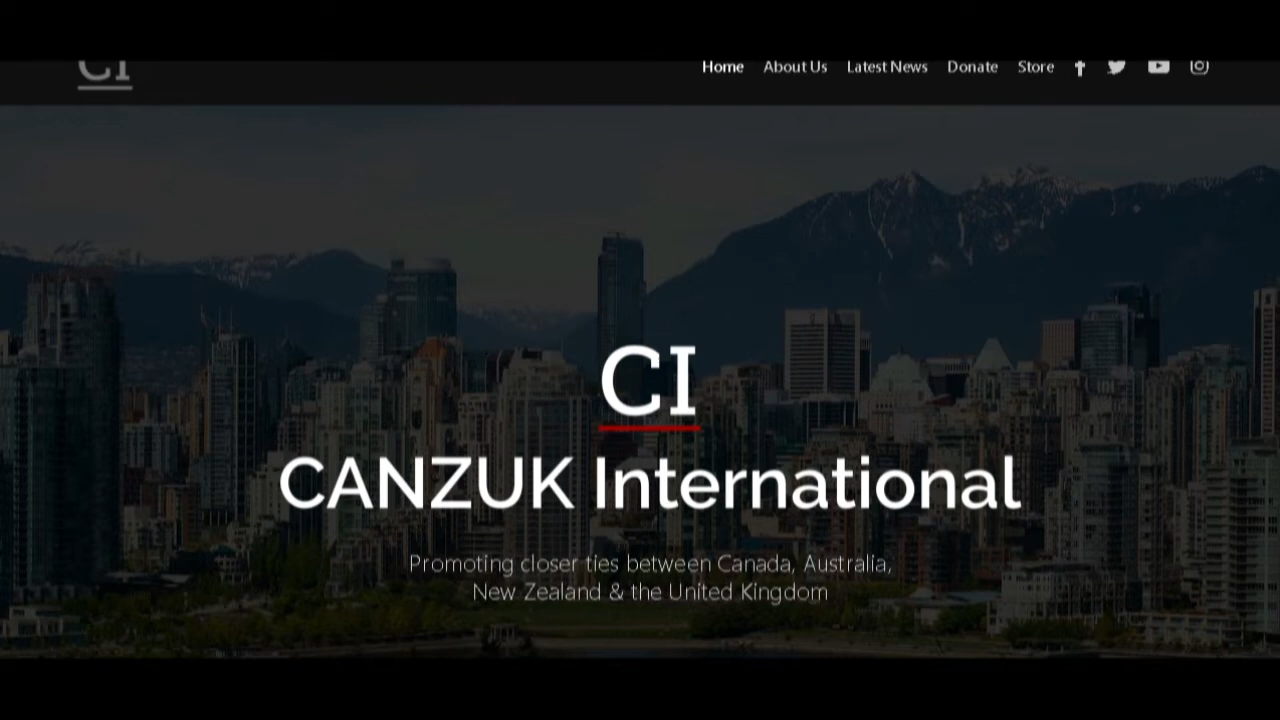 CI
Home About Us Latest News Donate Store
CI
CANZUK International
Promoting closer ties between Canada, Australia,
New Zealand & the United Kingdom